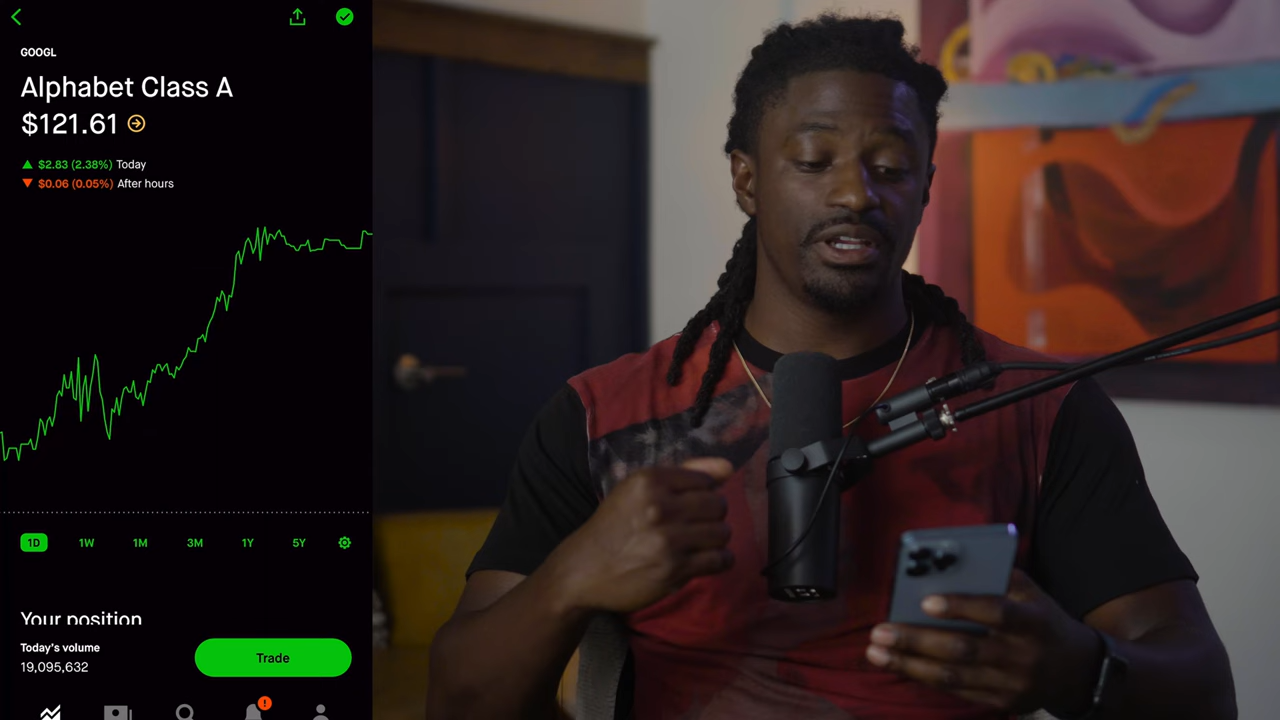 GOOGL
Alphabet Class A
$121.61
$2.83 (2.38%) Today
$0.06 (0.05%) After hours
1D 1W 1M 3M 1Y 5Y
Your position
Today's volume
19,095,632
Trade
!